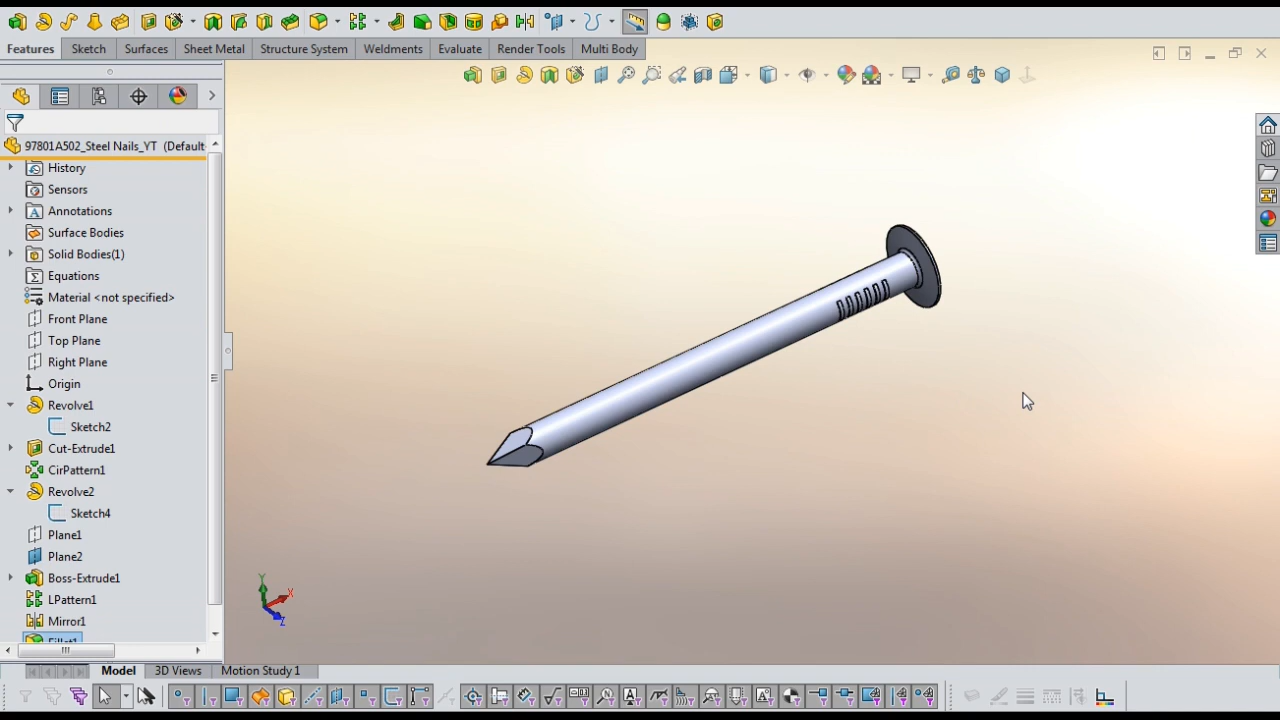 Features Sketch Surfaces Sheet Metal Structure System Weldments Evaluate Render Tools Multi Body
97801A502_Steel Nails_YT (Default
History
Sensors
Annotations
Surface Bodies
Solid Bodies(1)
Equations
Material <not specified>
Front Plane
Top Plane
Right Plane
Origin
Revolve1
Sketch2
Cut-Extrude1
CirPattern1
Revolve2
Sketch4
Plane1
Plane2
Boss-Extrude1
LPattern1
Mirror1
Fillet1
Y
X
Z
Model 3D Views Motion Study 1